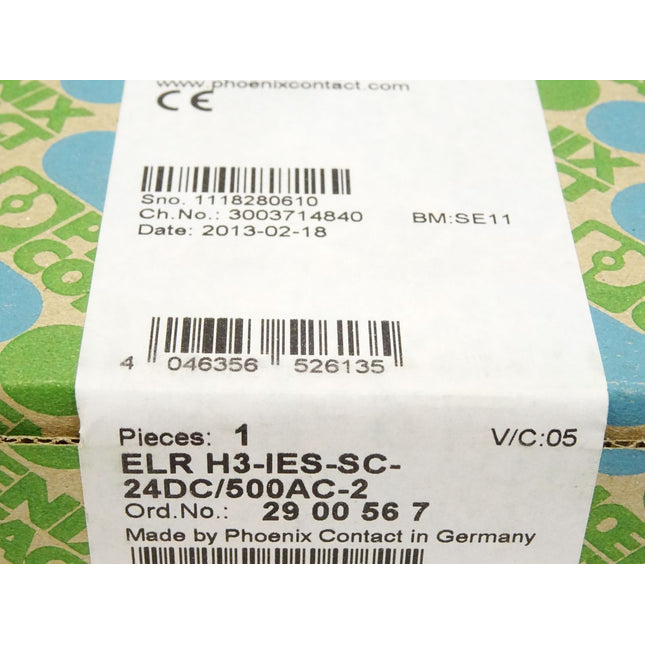 www.phoenixcontact.com
CE
Sno. 1118280610
Ch.No.: 3003714840 BM:SE11
Date: 2013-02-18
4 046356 526135
Pieces: 1 V/C:05
ELR H3-IES-SC-
24DC/500AC-2
Ord.No.: 29 00 56 7
Made by Phoenix Contact in Germany